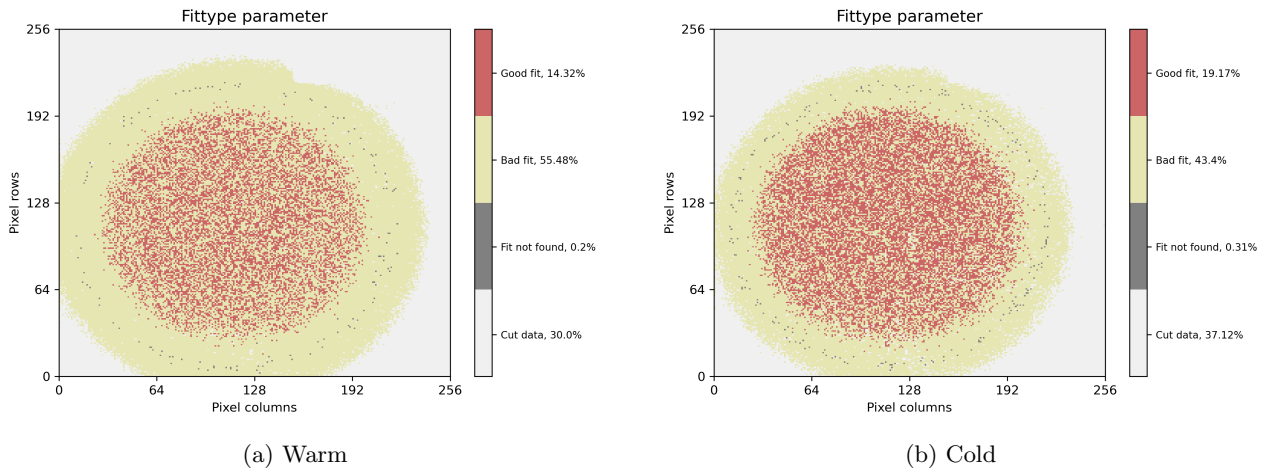 Fittype parameter
256
192
128
64
0
Pixel rows
0
64
128
192
256
Pixel columns
Good fit, 14.32%
Bad fit, 55.48%
Fit not found, 0.2%
Cut data, 30.0%
(a) Warm
Fittype parameter
256
192
128
64
0
Pixel rows
0
64
128
192
256
Pixel columns
Good fit, 19.17%
Bad fit, 43.4%
Fit not found, 0.31%
Cut data, 37.12%
(b) Cold